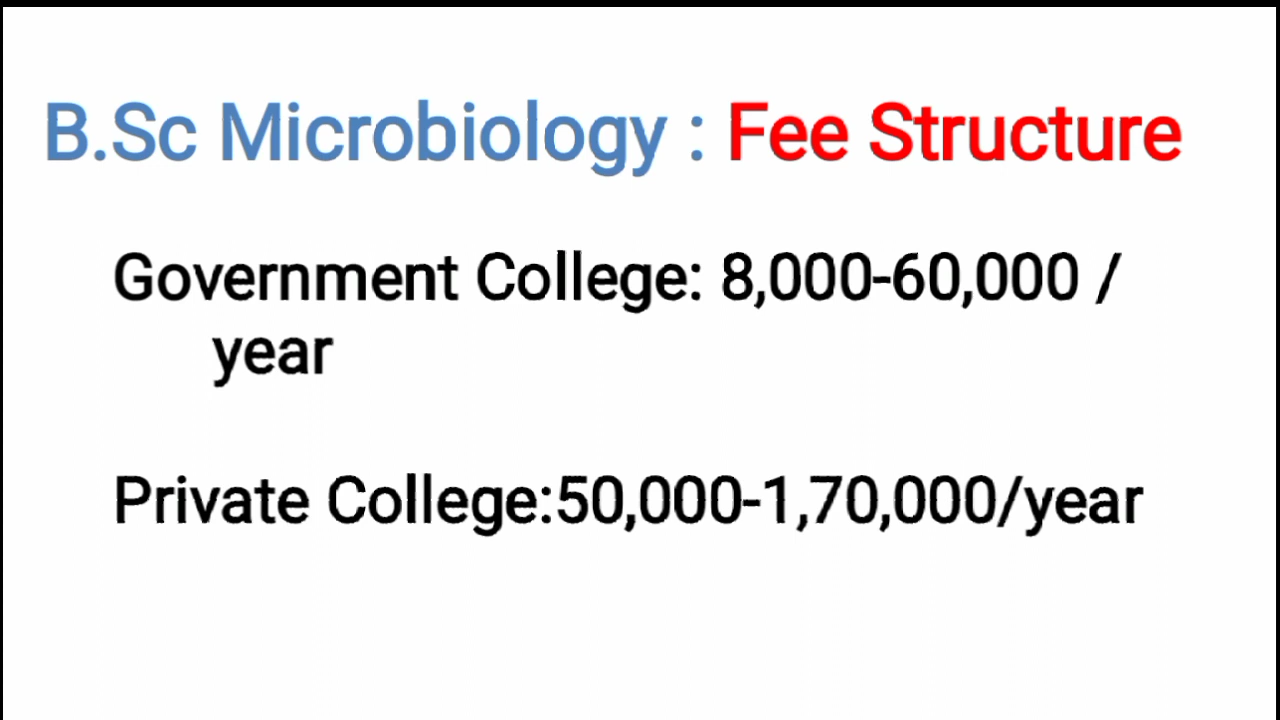 B.Sc Microbiology : Fee Structure
Government College: 8,000-60,000 /
year
Private College:50,000-1,70,000/year